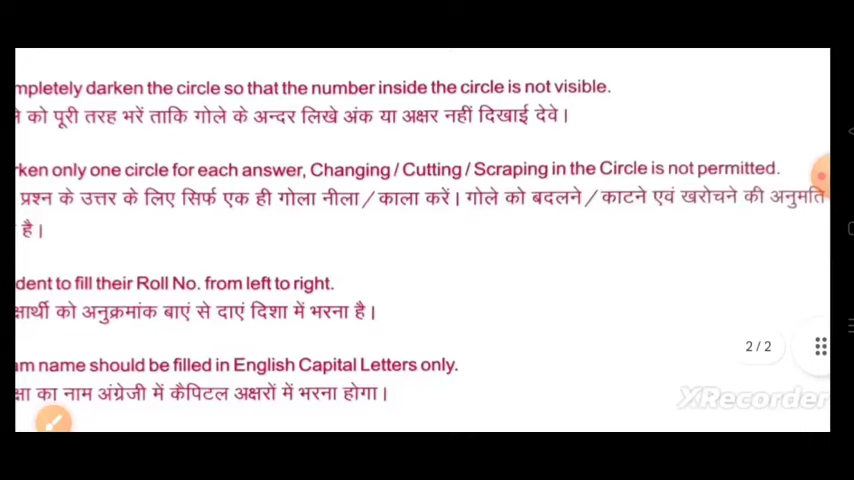 mpletely darken the circle so that the number inside the circle is not visible.
को पूरी तरह भरें ताकि गोले के अन्दर लिखे अंक या अक्षर नहीं दिखाई देवे।
rken only one circle for each answer, Changing / Cutting / Scraping in the Circle is not permitted.
प्रश्न के उत्तर के लिए सिर्फ एक ही गोला नीला / काला करें। गोले को बदलने / काटने एवं खरोचने की अनुमति
है।
dent to fill their Roll No. from left to right.
क्षार्थी को अनुक्रमांक बाएं से दाएं दिशा में भरना है।
am name should be filled in English Capital Letters only.
क्षा का नाम अंग्रेजी में कैपिटल अक्षरों में भरना होगा।
2 / 2
XRecorder